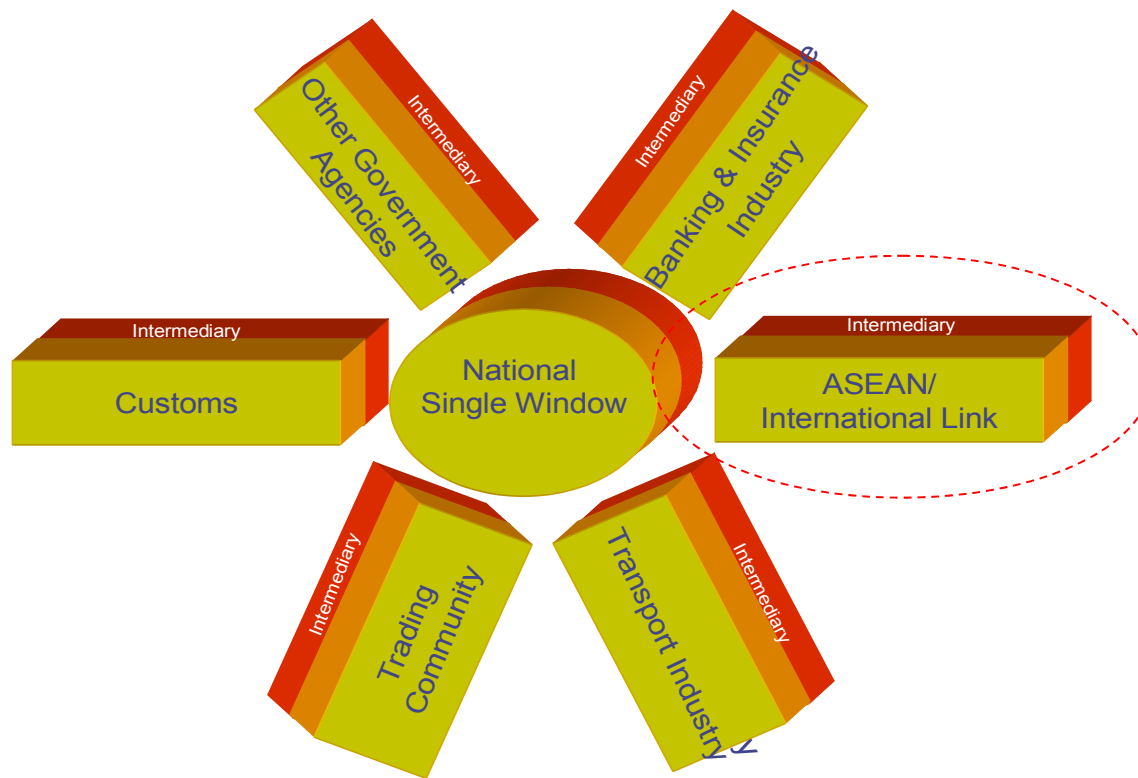 Intermediary
Other Government
Agencies
Intermediary
Banking & Insurance
Industry
Intermediary
Customs
National
Single Window
Intermediary
ASEAN/
International Link
Intermediary
Trading
Community
Intermediary
Transport Industry
y